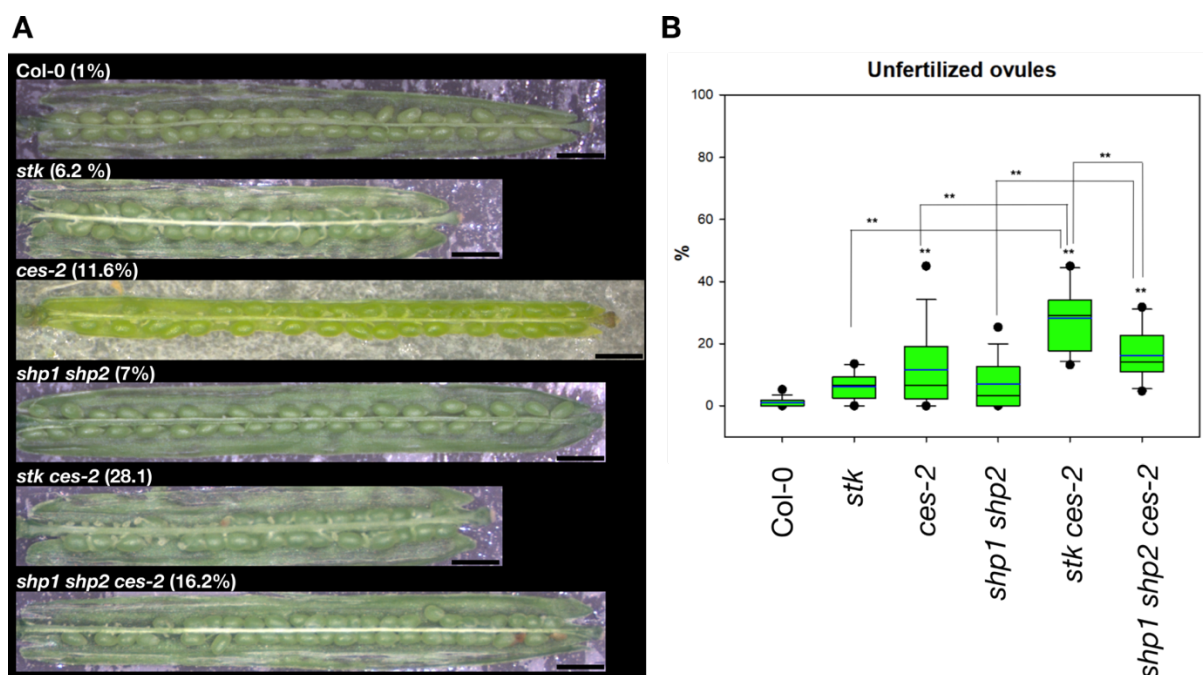 A
Col-0 (1%)
stk (6.2 %)
ces-2 (11.6%)
shp1 shp2 (7%)
stk ces-2 (28.1)
shp1 shp2 ces-2 (16.2%)
B
Unfertilized ovules
100
80
60
40
20
0
%
**
**
**
**
**
**
**
Col-0
stk
ces-2
shp1 shp2
stk ces-2
shp1 shp2 ces-2